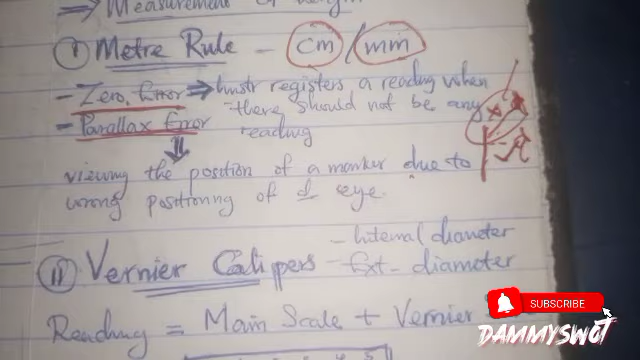 ⇒ Measurement of
(i) Metre Rule - cm / mm
- Zero Error ⇒ Instr registers a reading when
there should not be any
- Parallax Error reading
viewing the position of a marker due to
wrong positioning of d eye.
- Internal diameter
(ii) Vernier Calipers - Ext - diameter
SUBSCRIBE
Reading = Main Scale + Vernier
DAMMYSWOT